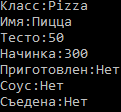 Класс:Pizza
Имя:Пицца
Тесто:50
Начинка:300
Приготовлен:Нет
Соус:Нет
Съедена:Нет